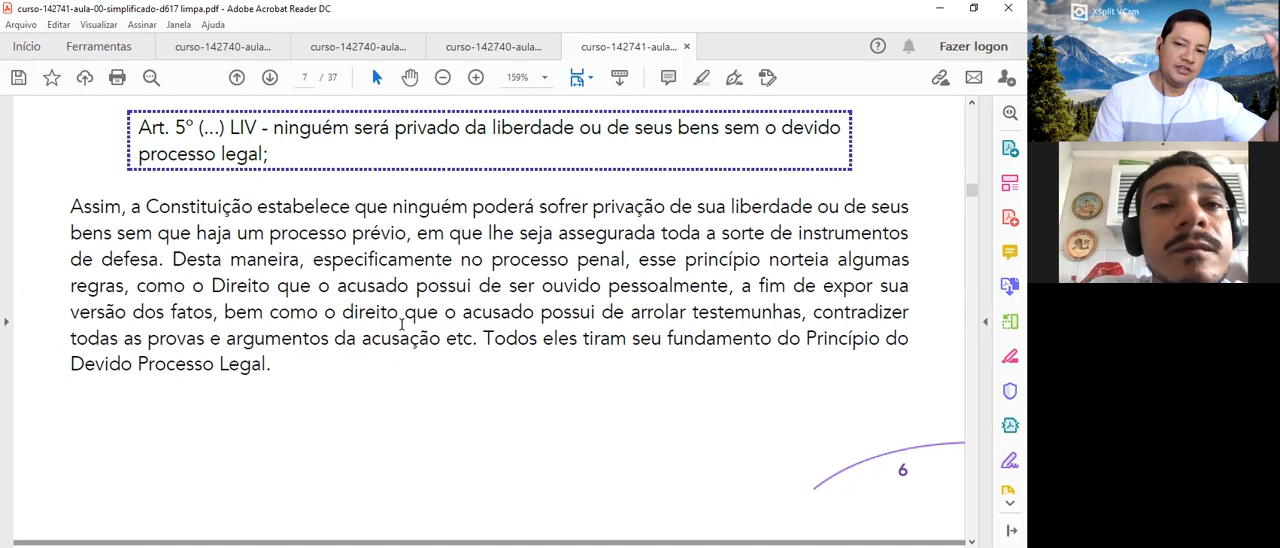 curso-142741-aula-00-simplificado-d617 limpa.pdf - Adobe Acrobat Reader DC
Arquivo Editar Visualizar Assinar Janela Ajuda
Início Ferramentas curso-142740-aula... curso-142740-aula... curso-142740-aula... curso-142741-aula... × Fazer logon
7 / 37 159%
Art. 5º (...) LIV - ninguém será privado da liberdade ou de seus bens sem o devido
processo legal;
Assim, a Constituição estabelece que ninguém poderá sofrer privação de sua liberdade ou de seus
bens sem que haja um processo prévio, em que lhe seja assegurada toda a sorte de instrumentos
de defesa. Desta maneira, especificamente no processo penal, esse princípio norteia algumas
regras, como o Direito que o acusado possui de ser ouvido pessoalmente, a fim de expor sua
versão dos fatos, bem como o direito que o acusado possui de arrolar testemunhas, contradizer
todas as provas e argumentos da acusação etc. Todos eles tiram seu fundamento do Princípio do
Devido Processo Legal.
6
XSplit VCam